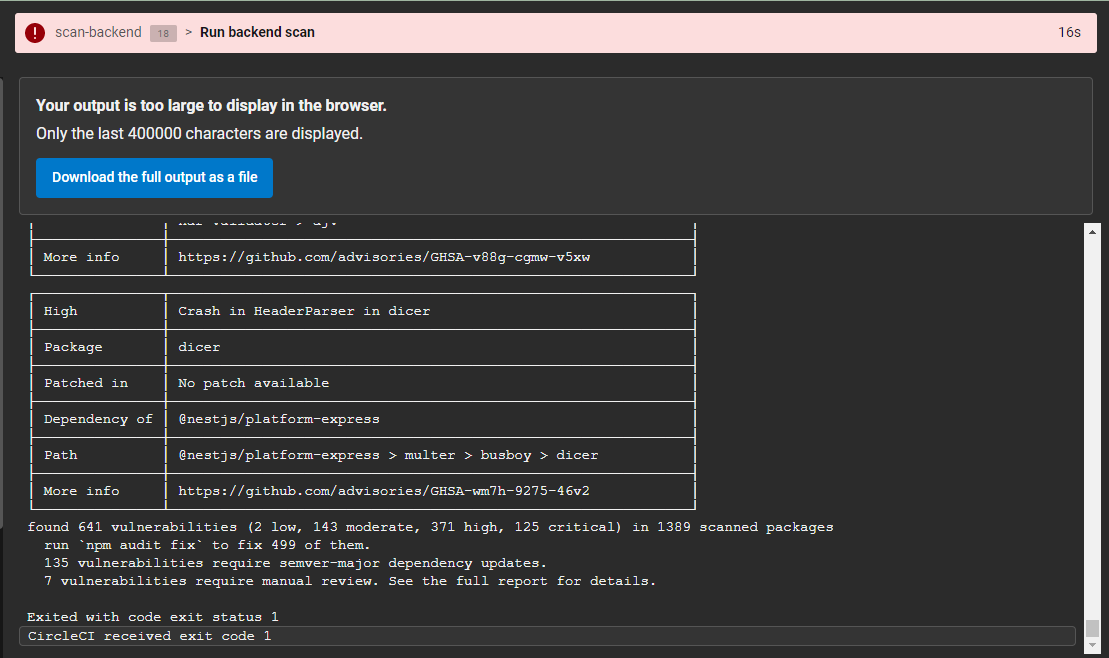 scan-backend 18 > Run backend scan 16s
Your output is too large to display in the browser.
Only the last 400000 characters are displayed.
Download the full output as a file
More info https://github.com/advisories/GHSA-v88g-cgmw-v5xw
High Crash in HeaderParser in dicer
Package dicer
Patched in No patch available
Dependency of @nestjs/platform-express
Path @nestjs/platform-express > multer > busboy > dicer
More info https://github.com/advisories/GHSA-wm7h-9275-46v2
found 641 vulnerabilities (2 low, 143 moderate, 371 high, 125 critical) in 1389 scanned packages
run `npm audit fix` to fix 499 of them.
135 vulnerabilities require semver-major dependency updates.
7 vulnerabilities require manual review. See the full report for details.
Exited with code exit status 1
CircleCI received exit code 1